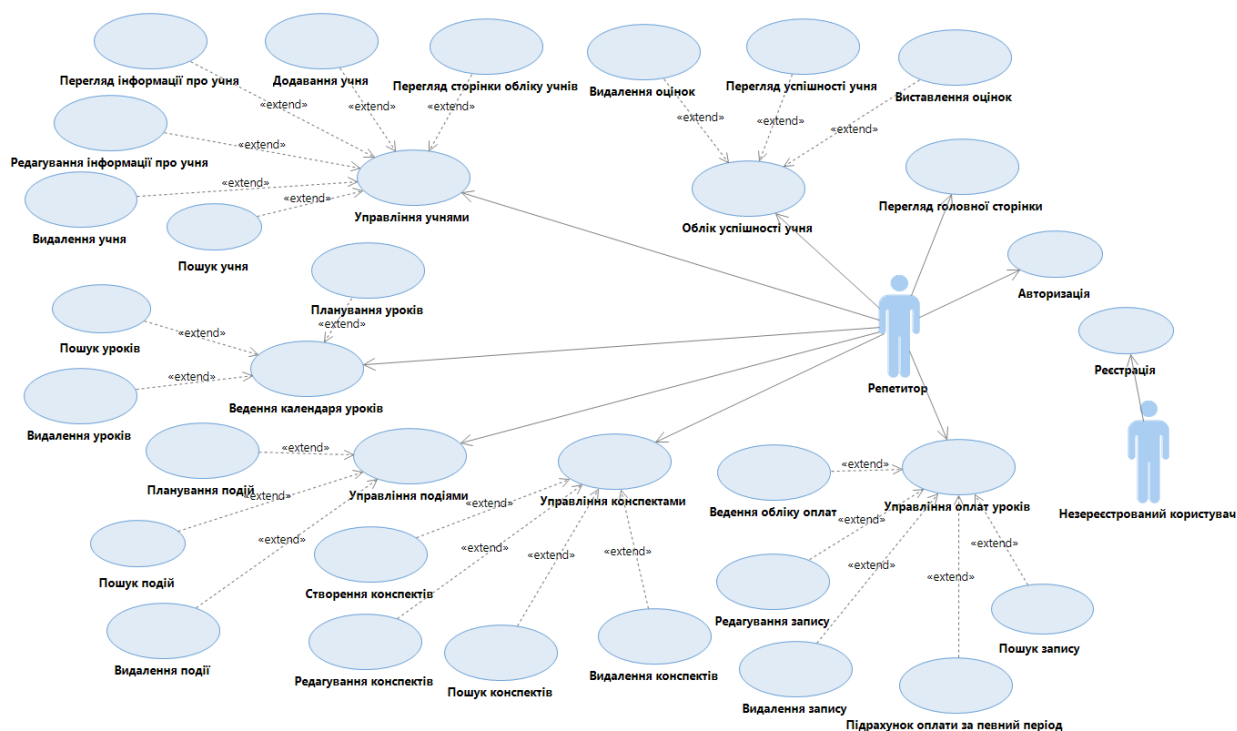 Перегляд інформації про учня
Додавання учня
Перегляд сторінки обліку учнів
Видалення оцінок
Перегляд успішності учня
Виставлення оцінок
«extend»
«extend»
«extend»
«extend»
«extend»
«extend»
Редагування інформації про учня
«extend»
Видалення учня
«extend»
Пошук учня
«extend»
Управління учнями
Облік успішності учня
Перегляд головної сторінки
Авторизація
Планування уроків
«extend»
Пошук уроків
«extend»
Видалення уроків
«extend»
Ведення календаря уроків
Репетитор
Реєстрація
Незереєстрований користувач
Планування подій
«extend»
Управління подіями
Пошук подій
«extend»
Видалення події
«extend»
Управління конспектами
Створення конспектів
«extend»
Редагування конспектів
«extend»
Пошук конспектів
«extend»
Видалення конспектів
«extend»
Ведення обліку оплат
«extend»
Управління оплат уроків
Редагування запису
«extend»
Видалення запису
«extend»
Підрахунок оплати за певний період
«extend»
Пошук запису
«extend»